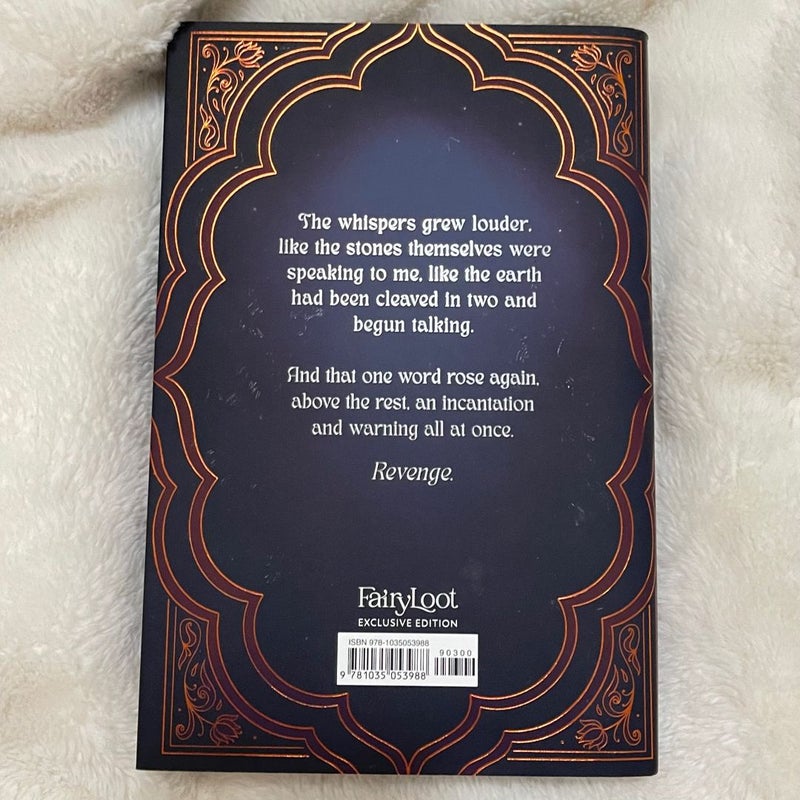 The whispers grew louder,
like the stones themselves were
speaking to me, like the earth
had been cleaved in two and
begun talking.
And that one word rose again,
above the rest, an incantation
and warning all at once.
Revenge.
FairyLoot
EXCLUSIVE EDITION
ISBN 978-1035053988
90300
9 781035 053988